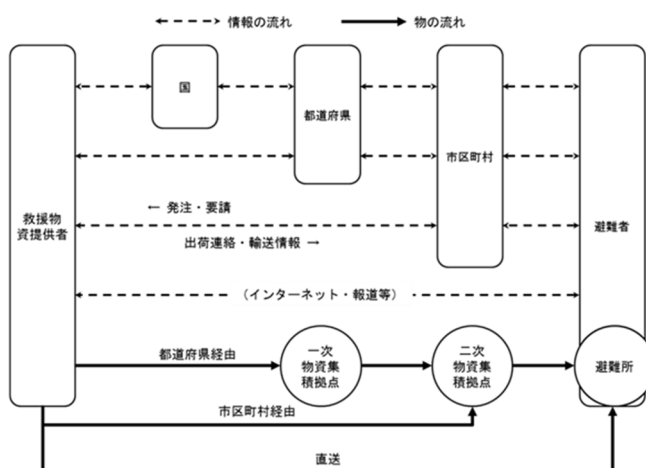 情報の流れ
物の流れ
国
都道府県
市区町村
救援物
資提供者
避難者
← 発注・要請
出荷連絡・輸送情報 →
(インターネット・報道等)
都道府県経由
一次
物資集
積拠点
二次
物資集
積拠点
避難所
市区町村経由
直送